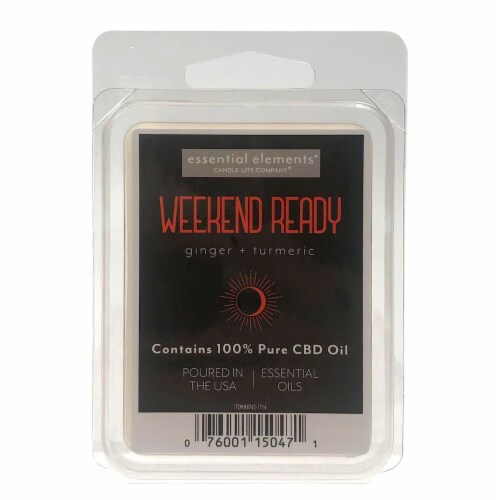 essential elements®
CANDLE-LITE COMPANY®
WEEKEND READY
ginger + turmeric
Contains 100% Pure CBD Oil
POURED IN THE USA | ESSENTIAL OILS
0 76001 15047 1